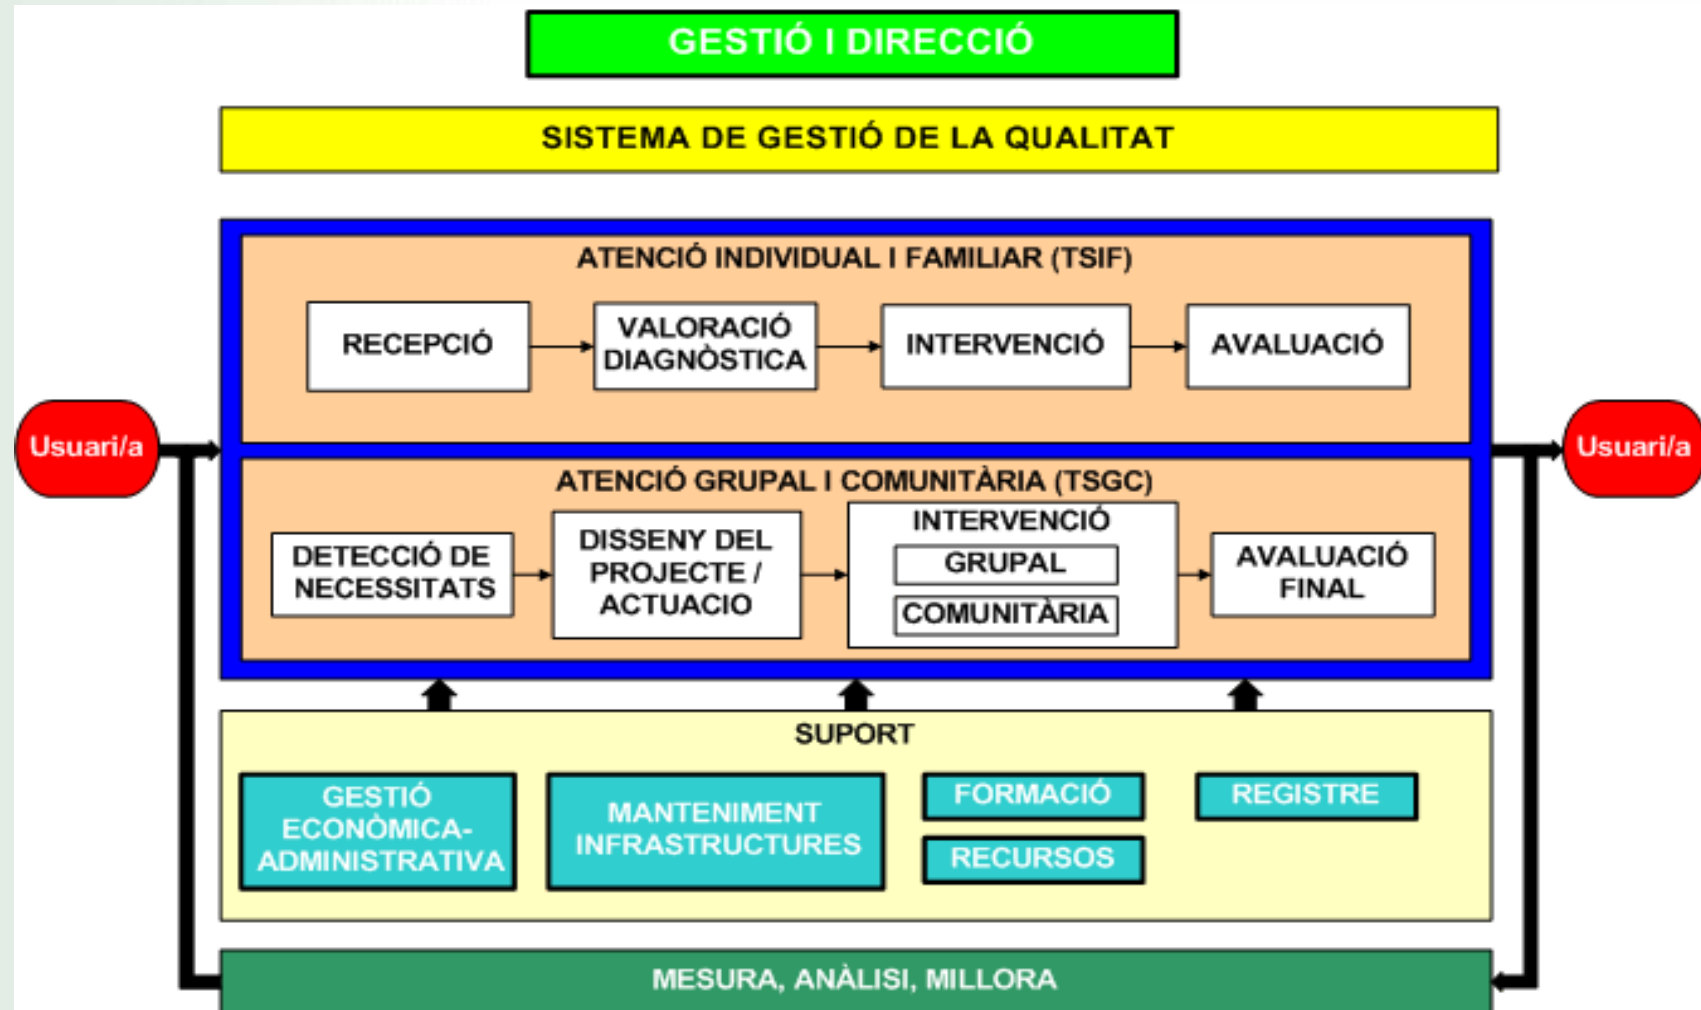 GESTIÓ I DIRECCIÓ
SISTEMA DE GESTIÓ DE LA QUALITAT
ATENCIÓ INDIVIDUAL I FAMILIAR (TSIF)
RECEPCIÓ
VALORACIÓ
DIAGNÒSTICA
INTERVENCIÓ
AVALUACIÓ
Usuari/a
Usuari/a
ATENCIÓ GRUPAL I COMUNITÀRIA (TSGC)
DETECCIÓ DE
NECESSITATS
DISSENY DEL
PROJECTE /
ACTUACIO
INTERVENCIÓ
GRUPAL
COMUNITÀRIA
AVALUACIÓ
FINAL
SUPORT
GESTIÓ
ECONÒMICA-
ADMINISTRATIVA
MANTENIMENT
INFRASTRUCTURES
FORMACIÓ
RECURSOS
REGISTRE
MESURA, ANÀLISI, MILLORA